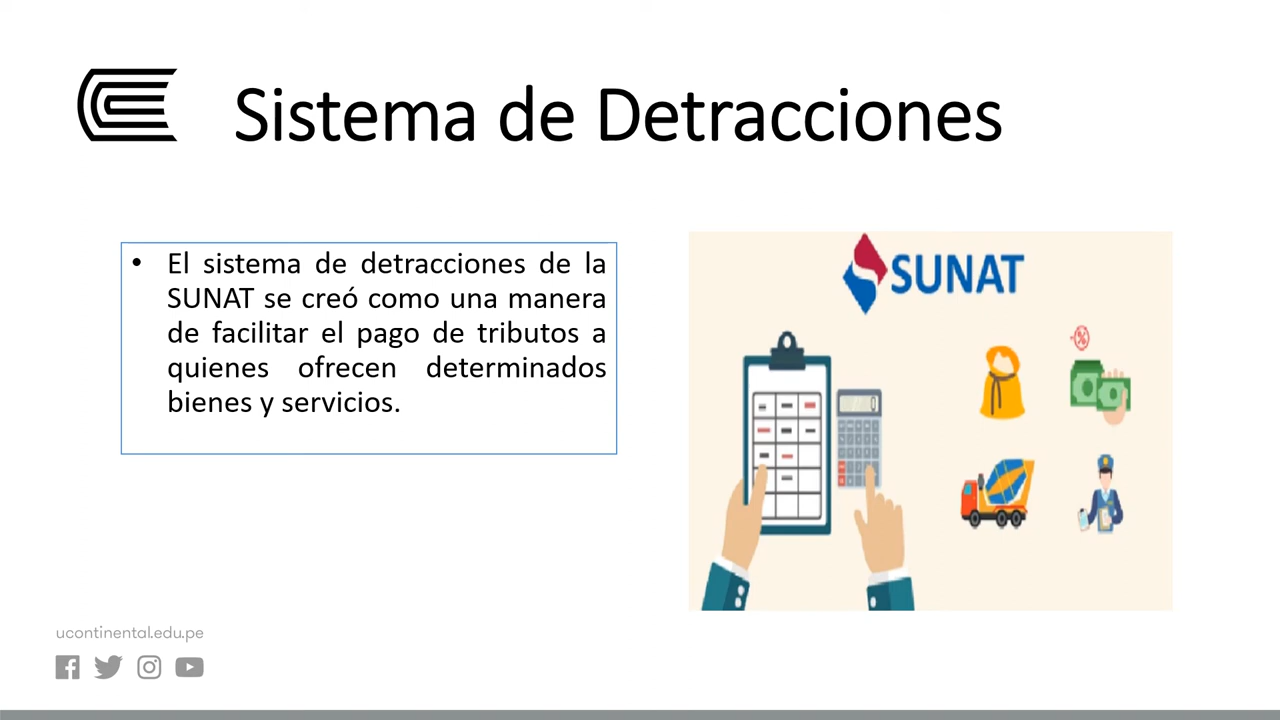 Sistema de Detracciones
• El sistema de detracciones de la
SUNAT se creó como una manera
de facilitar el pago de tributos a
quienes ofrecen determinados
bienes y servicios.
SUNAT
%
ucontinental.edu.pe